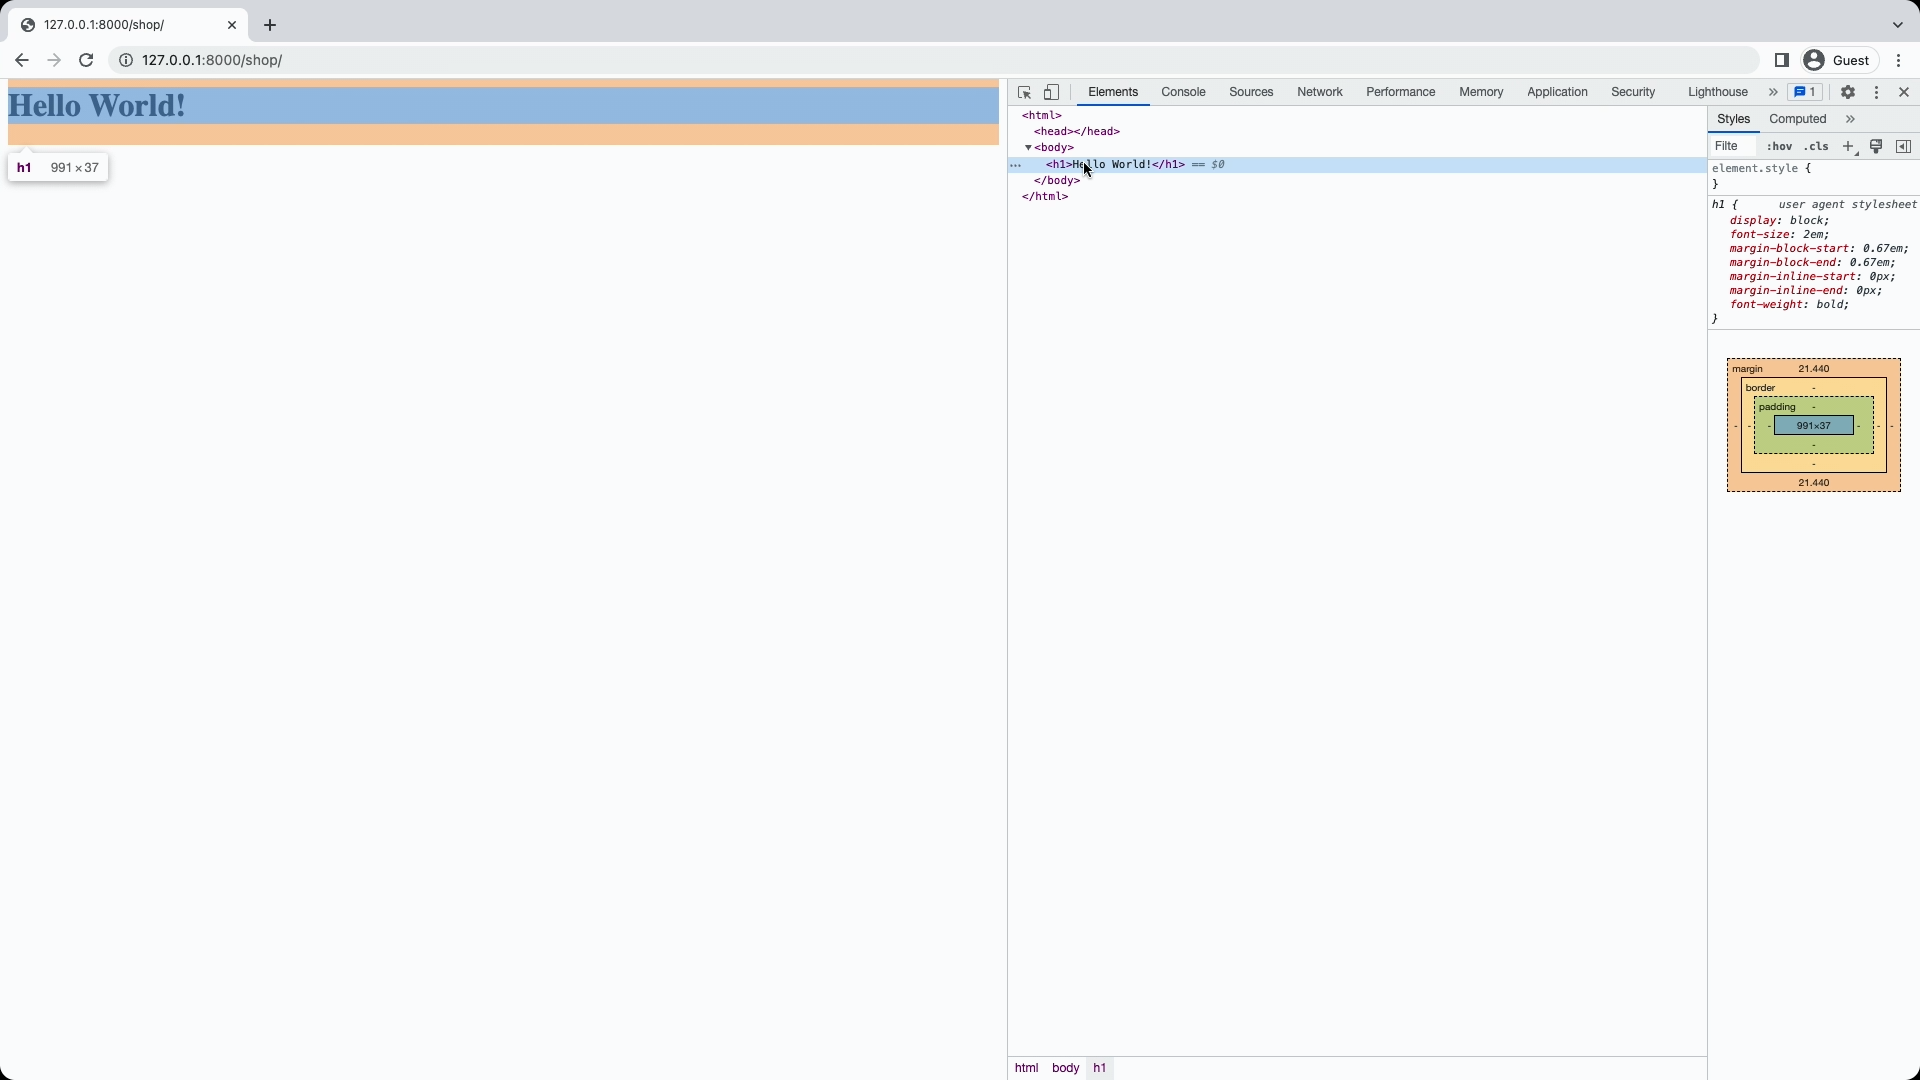 127.0.0.1:8000/shop/
127.0.0.1:8000/shop/
Guest
Hello World!
h1 991 × 37
Elements Console Sources Network Performance Memory Application Security Lighthouse » 1
<html>
<head></head>
<body>
… <h1>Hello World!</h1> == $0
</body>
</html>
html body h1
Styles Computed »
Filte :hov .cls +
element.style {
}
h1 { user agent stylesheet
display: block;
font-size: 2em;
margin-block-start: 0.67em;
margin-block-end: 0.67em;
margin-inline-start: 0px;
margin-inline-end: 0px;
font-weight: bold;
}
margin 21.440
border -
padding -
- - - 991×37 - - -
-
-
21.440